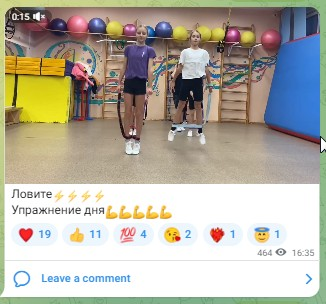 0:15
Ловите⚡⚡⚡⚡
Упражнение дня💪💪💪💪💪
❤️ 19 👍 11 💯 4 😘 2 ❤️‍🔥 1 😇 1
464 16:35
Leave a comment